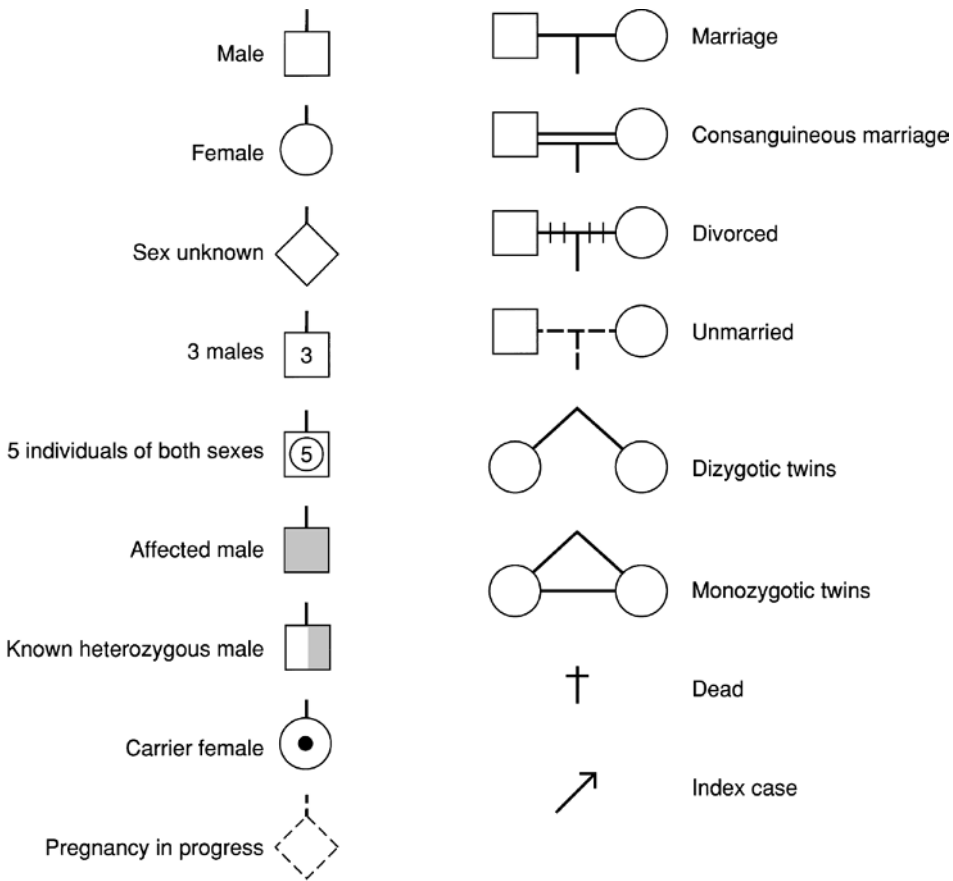 Male
Female
Sex unknown
3 males
3
5 individuals of both sexes
5
Affected male
Known heterozygous male
Carrier female
Pregnancy in progress
Marriage
Consanguineous marriage
Divorced
Unmarried
Dizygotic twins
Monozygotic twins
Dead
Index case